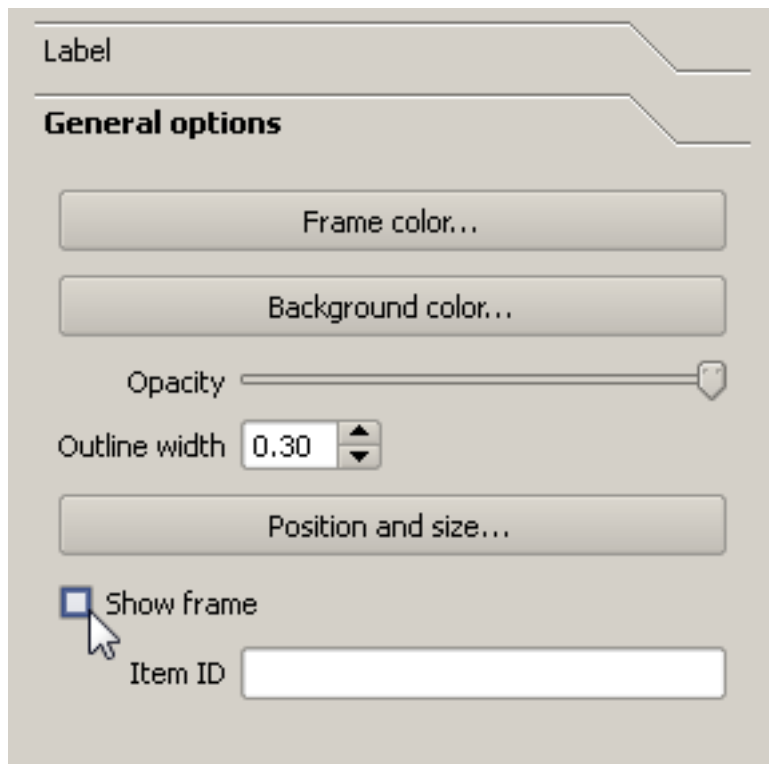 Label
General options
Frame color...
Background color...
Opacity
Outline width 0.30
Position and size...
Show frame
Item ID